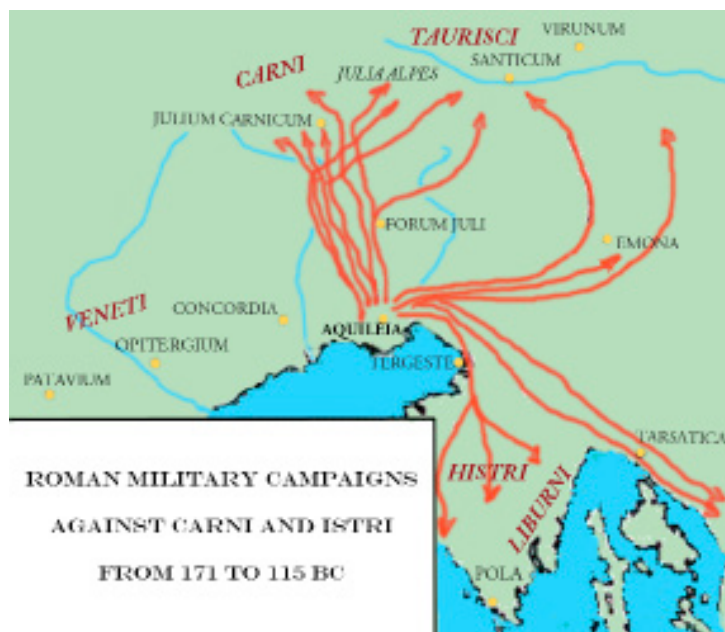 VIRUNUM
TAURISCI
SANTICUM
CARNI
JULIA ALPES
JULIUM CARNICUM
FORUM JULI
EMONA
VENETI
CONCORDIA
AQUILEIA
OPITERGIUM
TERGESTE
PATAVIUM
TARSATICA
HISTRI
LIBURNI
POLA
ROMAN MILITARY CAMPAIGNS
AGAINST CARNI AND ISTRI
FROM 171 TO 115 BC